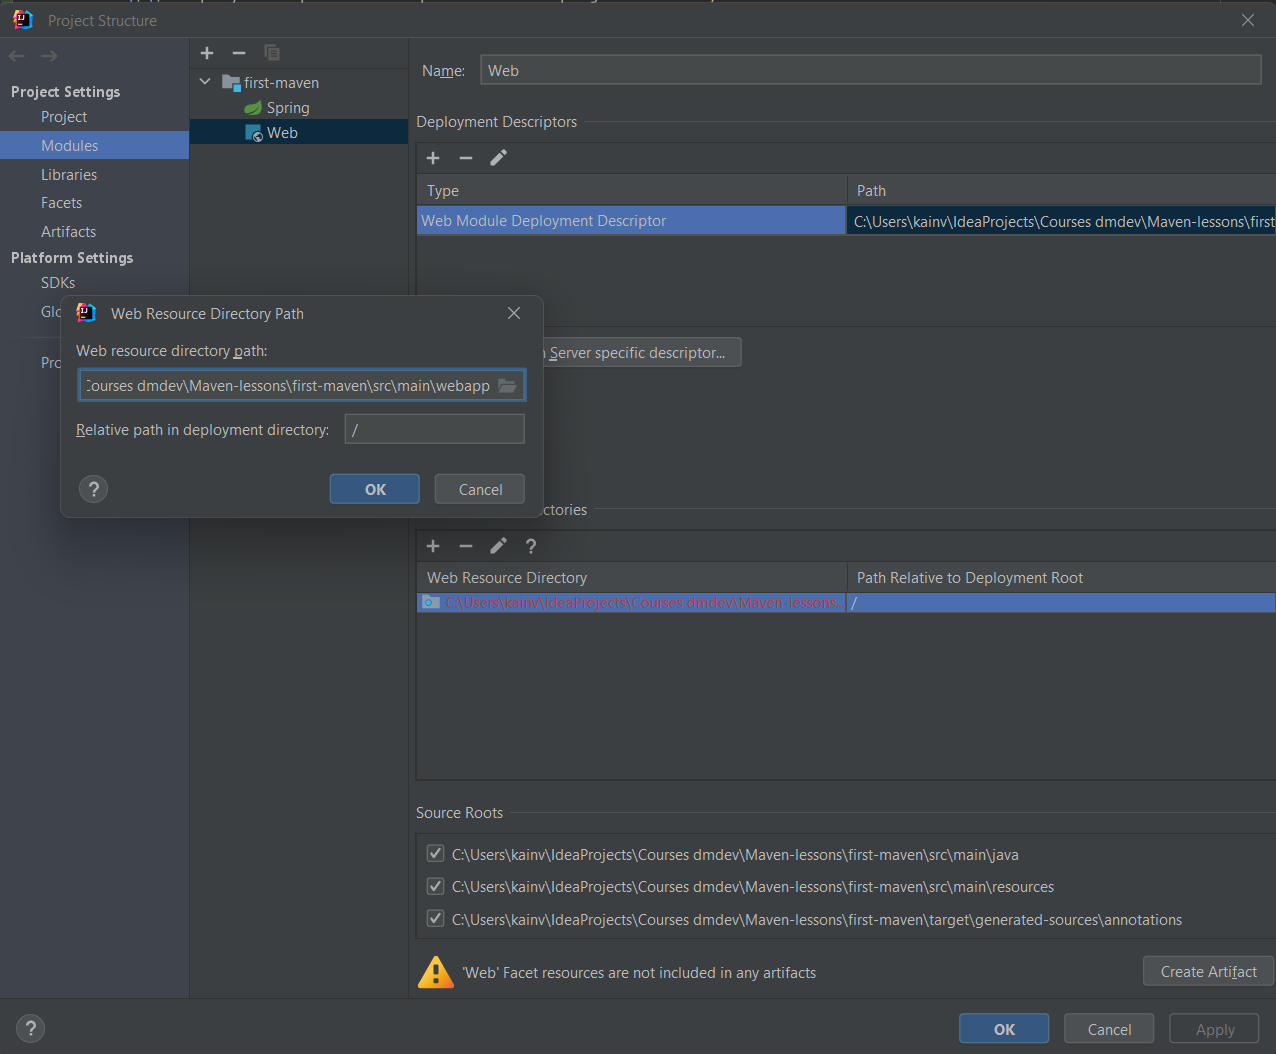 Project Structure
Project Settings
Project
Modules
Libraries
Facets
Artifacts
Platform Settings
SDKs
first-maven
Spring
Web
Name:
Web
Deployment Descriptors
Type
Path
Web Module Deployment Descriptor
C:\Users\kainv\IdeaProjects\Courses dmdev\Maven-lessons\first
Server specific descriptor...
Web Resource Directory Path
Web resource directory path:
Courses dmdev\Maven-lessons\first-maven\src\main\webapp
Relative path in deployment directory:
/
?
OK
Cancel
?
Web Resource Directory
Path Relative to Deployment Root
C:\Users\kainv\IdeaProjects\Courses dmdev\Maven-lessons...
/
Source Roots
C:\Users\kainv\IdeaProjects\Courses dmdev\Maven-lessons\first-maven\src\main\java
C:\Users\kainv\IdeaProjects\Courses dmdev\Maven-lessons\first-maven\src\main\resources
C:\Users\kainv\IdeaProjects\Courses dmdev\Maven-lessons\first-maven\target\generated-sources\annotations
'Web' Facet resources are not included in any artifacts
Create Artifact
?
OK
Cancel
Apply